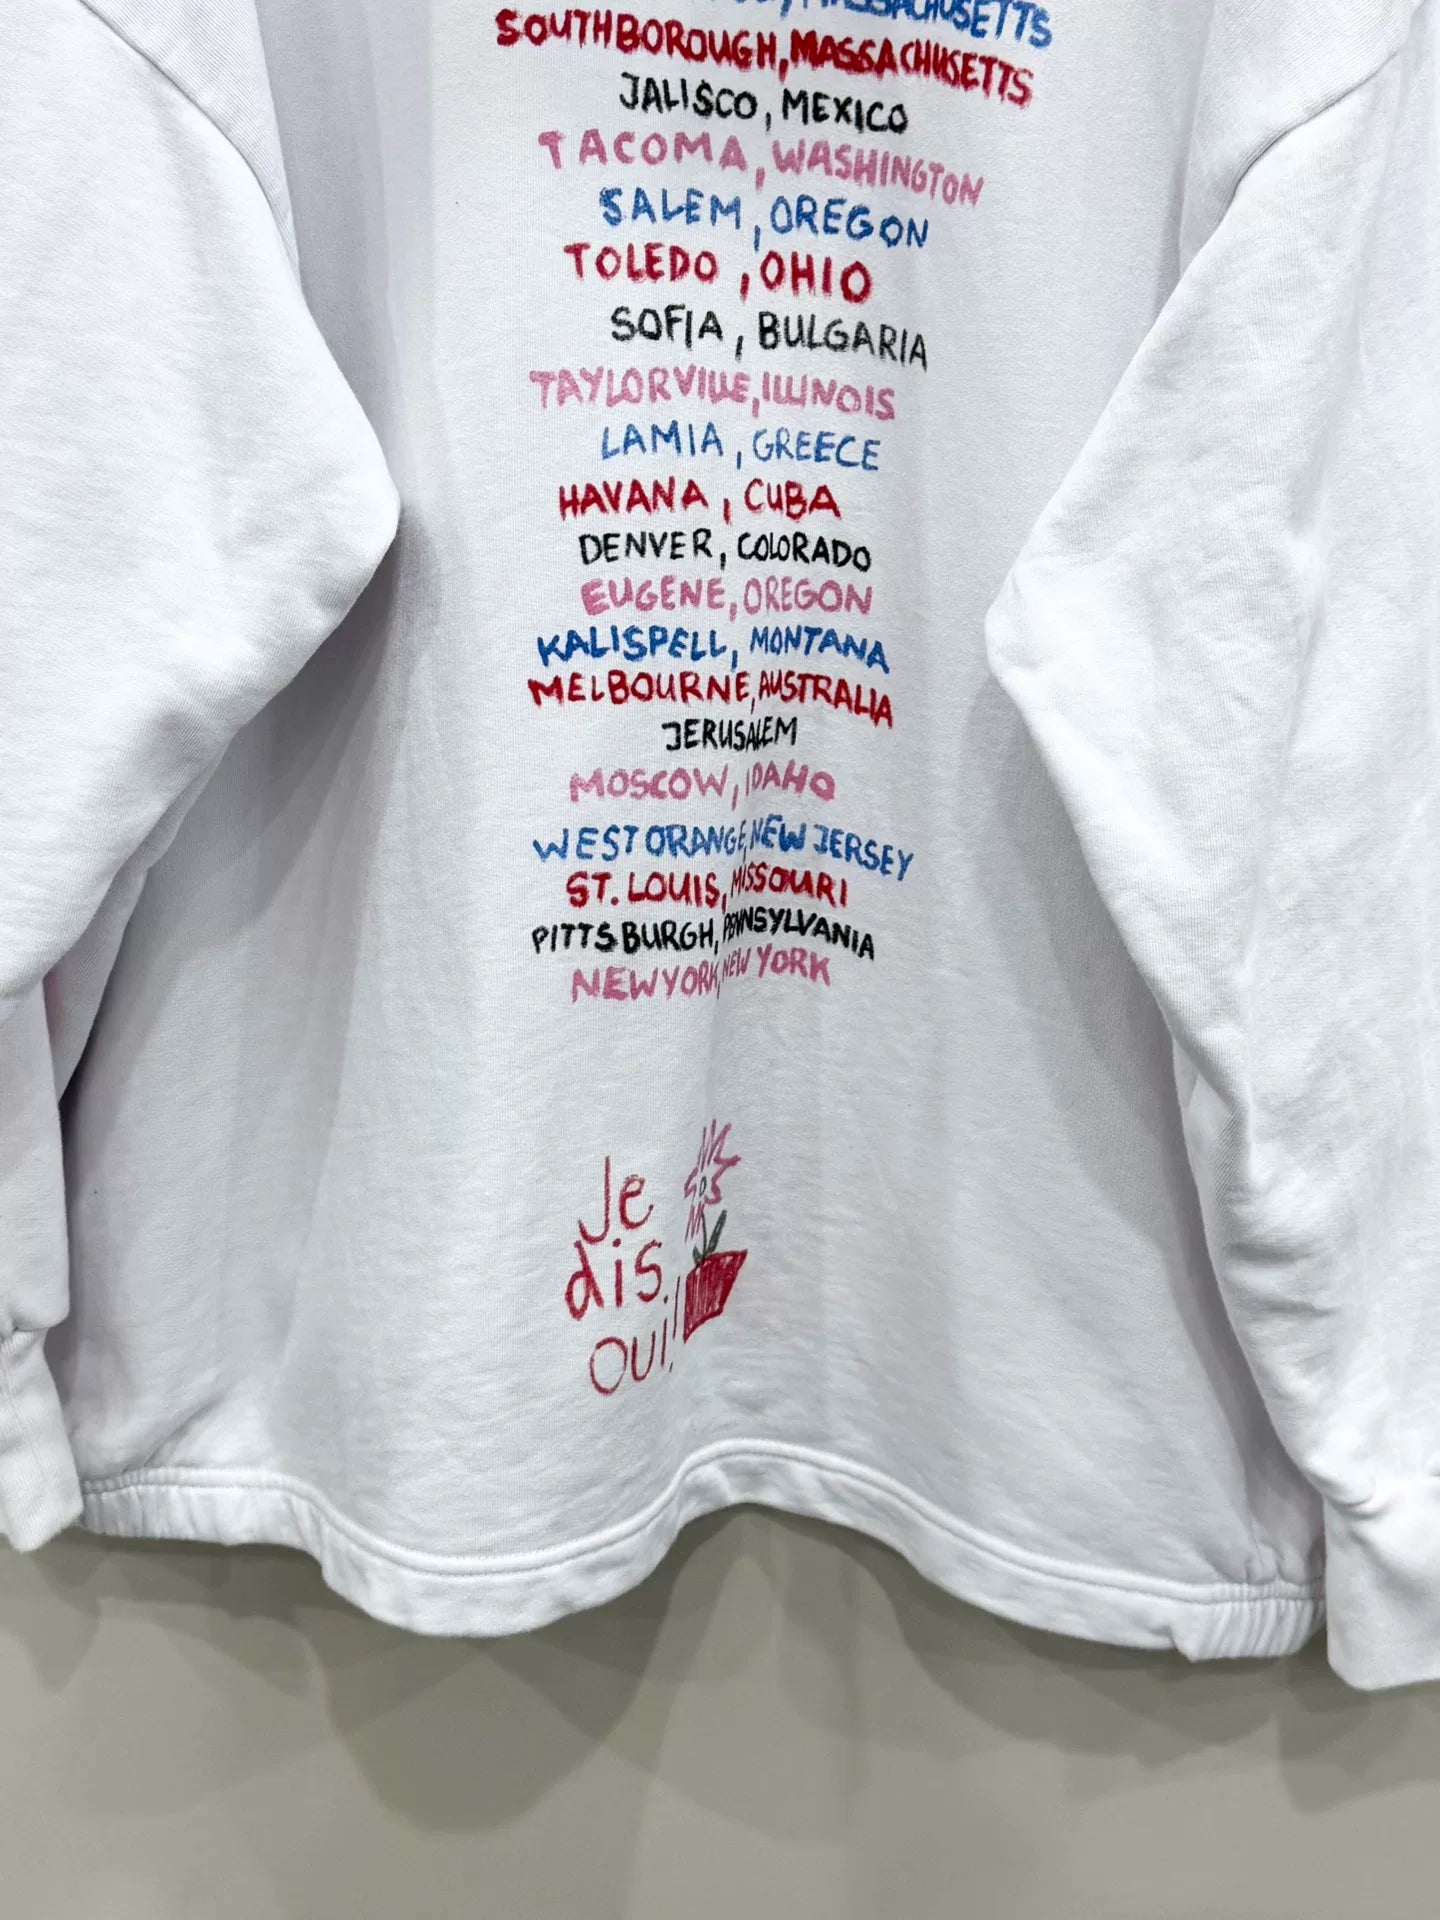 MASSACHUSETTS
SOUTHBOROUGH, MASSACHUSETTS
JALISCO, MEXICO
TACOMA, WASHINGTON
SALEM, OREGON
TOLEDO, OHIO
SOFIA, BULGARIA
TAYLORVILLE, ILLINOIS
LAMIA, GREECE
HAVANA, CUBA
DENVER, COLORADO
EUGENE, OREGON
KALISPELL, MONTANA
MELBOURNE, AUSTRALIA
JERUSALEM
MOSCOW, IDAHO
WEST ORANGE, NEW JERSEY
ST. LOUIS, MISSOURI
PITTSBURGH, PENNSYLVANIA
NEW YORK, NEW YORK
Je
dis
oui!